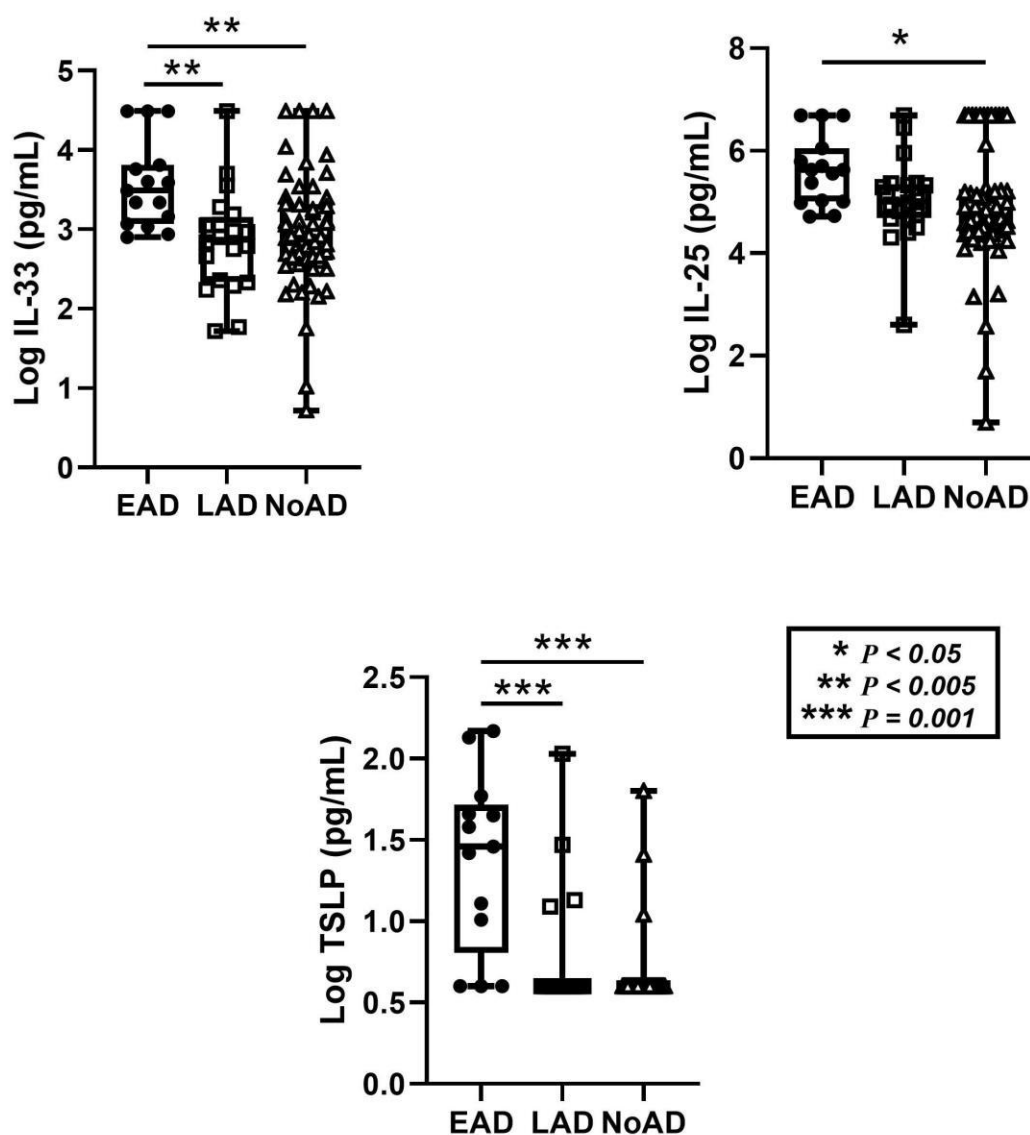 **
**
Log IL-33 (pg/mL)
5
4
3
2
1
0
EAD LAD NoAD
*
Log IL-25 (pg/mL)
8
6
4
2
0
EAD LAD NoAD
***
***
Log TSLP (pg/mL)
2.5
2.0
1.5
1.0
0.5
0.0
EAD LAD NoAD
* P < 0.05
** P < 0.005
*** P = 0.001